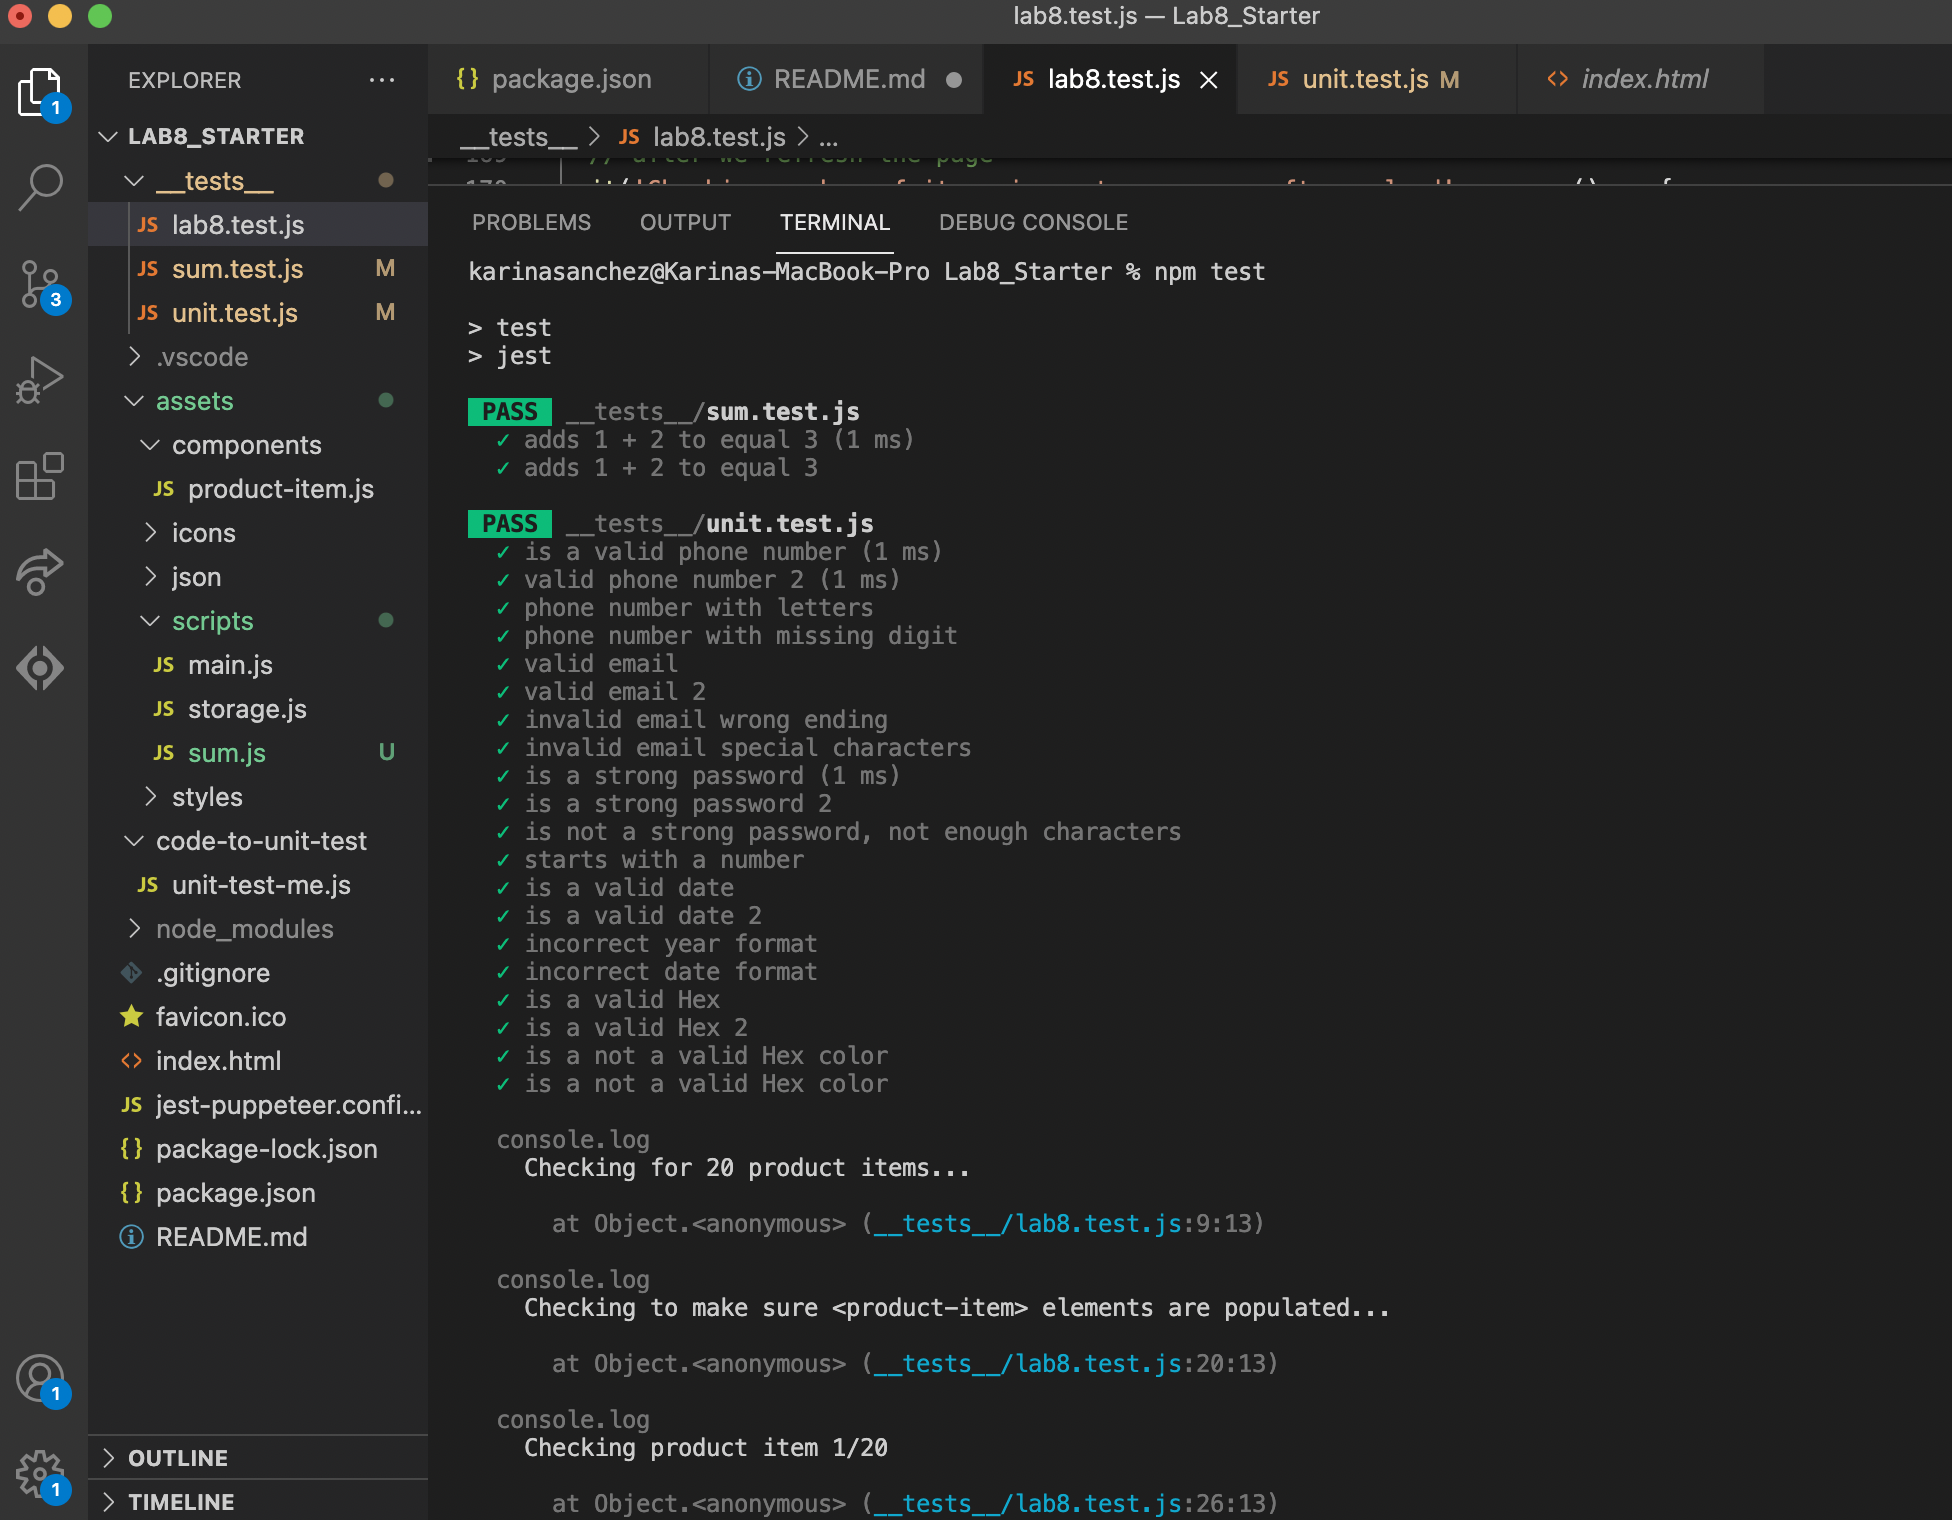 lab8.test.js — Lab8_Starter
EXPLORER ...
{} package.json
README.md
JS lab8.test.js
JS unit.test.js M
<> index.html
__tests__ > JS lab8.test.js > ...
LAB8_STARTER
__tests__
JS lab8.test.js
JS sum.test.js M
JS unit.test.js M
.vscode
assets
components
JS product-item.js
icons
json
scripts
JS main.js
JS storage.js
JS sum.js U
styles
code-to-unit-test
JS unit-test-me.js
node_modules
.gitignore
favicon.ico
<> index.html
JS jest-puppeteer.confi...
{} package-lock.json
{} package.json
README.md
OUTLINE
TIMELINE
1
3
1
1
// after we refresh the page
PROBLEMS OUTPUT TERMINAL DEBUG CONSOLE
karinasanchez@Karinas-MacBook-Pro Lab8_Starter % npm test
> test
> jest
PASS __tests__/sum.test.js
✓ adds 1 + 2 to equal 3 (1 ms)
✓ adds 1 + 2 to equal 3
PASS __tests__/unit.test.js
✓ is a valid phone number (1 ms)
✓ valid phone number 2 (1 ms)
✓ phone number with letters
✓ phone number with missing digit
✓ valid email
✓ valid email 2
✓ invalid email wrong ending
✓ invalid email special characters
✓ is a strong password (1 ms)
✓ is a strong password 2
✓ is not a strong password, not enough characters
✓ starts with a number
✓ is a valid date
✓ is a valid date 2
✓ incorrect year format
✓ incorrect date format
✓ is a valid Hex
✓ is a valid Hex 2
✓ is a not a valid Hex color
✓ is a not a valid Hex color
console.log
Checking for 20 product items...
at Object.<anonymous> (__tests__/lab8.test.js:9:13)
console.log
Checking to make sure <product-item> elements are populated...
at Object.<anonymous> (__tests__/lab8.test.js:20:13)
console.log
Checking product item 1/20
at Object.<anonymous> (__tests__/lab8.test.js:26:13)